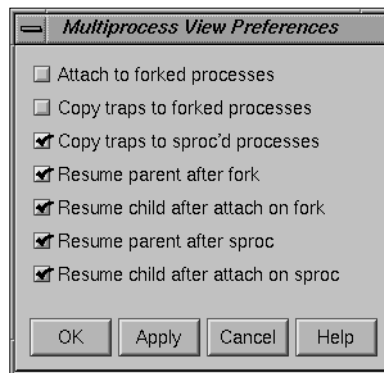 Multiprocess View Preferences
Attach to forked processes
Copy traps to forked processes
Copy traps to sproc'd processes
Resume parent after fork
Resume child after attach on fork
Resume parent after sproc
Resume child after attach on sproc
OK Apply Cancel Help